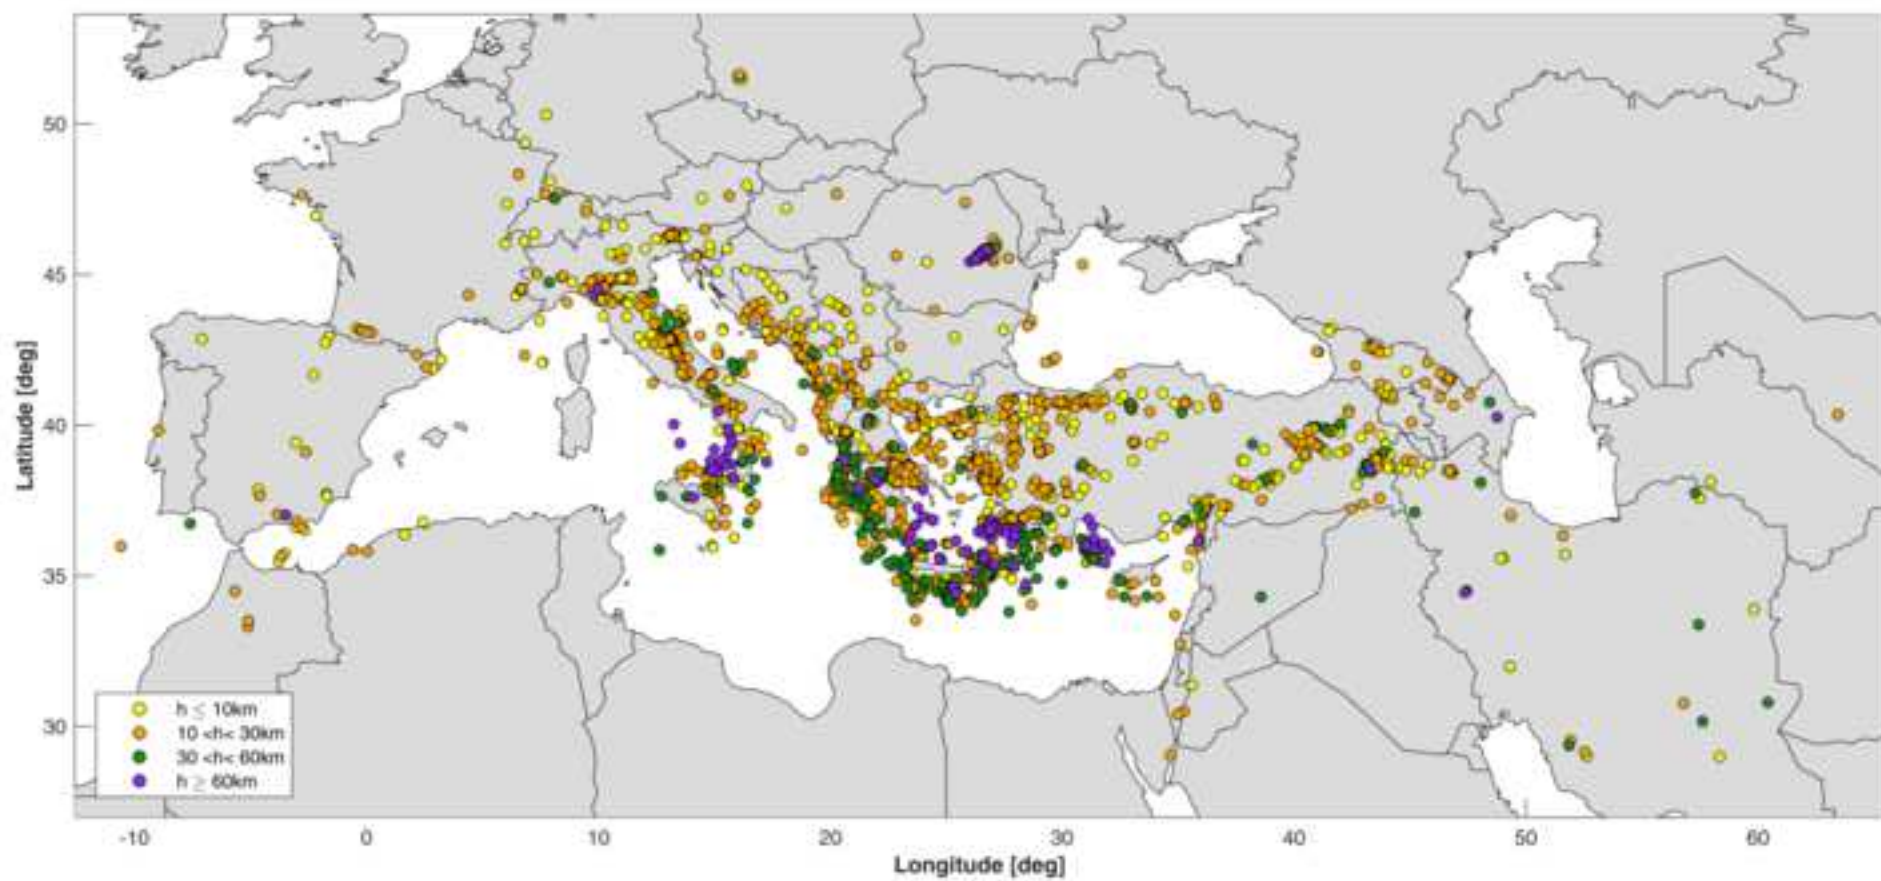 50
45
40
35
30
Latitude [deg]
h ≤ 10km
10 <h< 30km
30 <h< 60km
h ≥ 60km
-10 0 10 20 30 40 50 60
Longitude [deg]